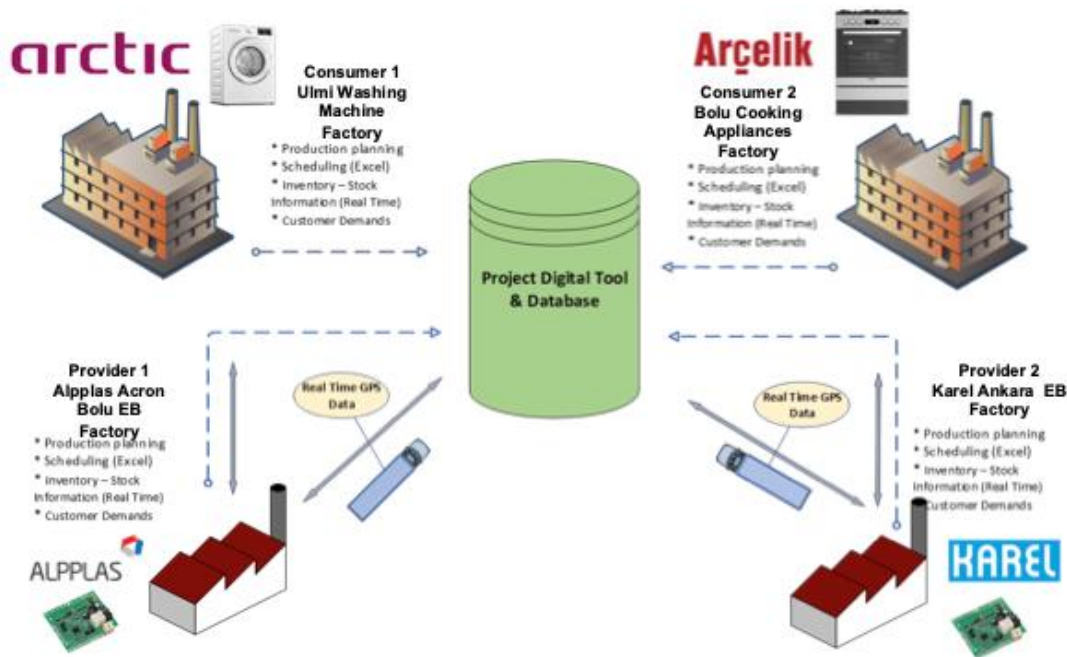 arctic
Consumer 1
Ulmi Washing
Machine
Factory
* Production planning
* Scheduling (Excel)
* Inventory – Stock
Information (Real Time)
* Customer Demands
Arçelik
Consumer 2
Bolu Cooking
Appliances
Factory
* Production planning
* Scheduling (Excel)
* Inventory – Stock
Information (Real Time)
* Customer Demands
Project Digital Tool
& Database
Provider 1
Alpplas Acron
Bolu EB
Factory
* Production planning
* Scheduling (Excel)
* Inventory – Stock
Information (Real Time)
* Customer Demands
ALPPLAS
Real Time GPS
Data
Real Time GPS
Data
Provider 2
Karel Ankara EB
Factory
* Production planning
* Scheduling (Excel)
* Inventory – Stock
Information (Real Time)
Customer Demands
KAREL